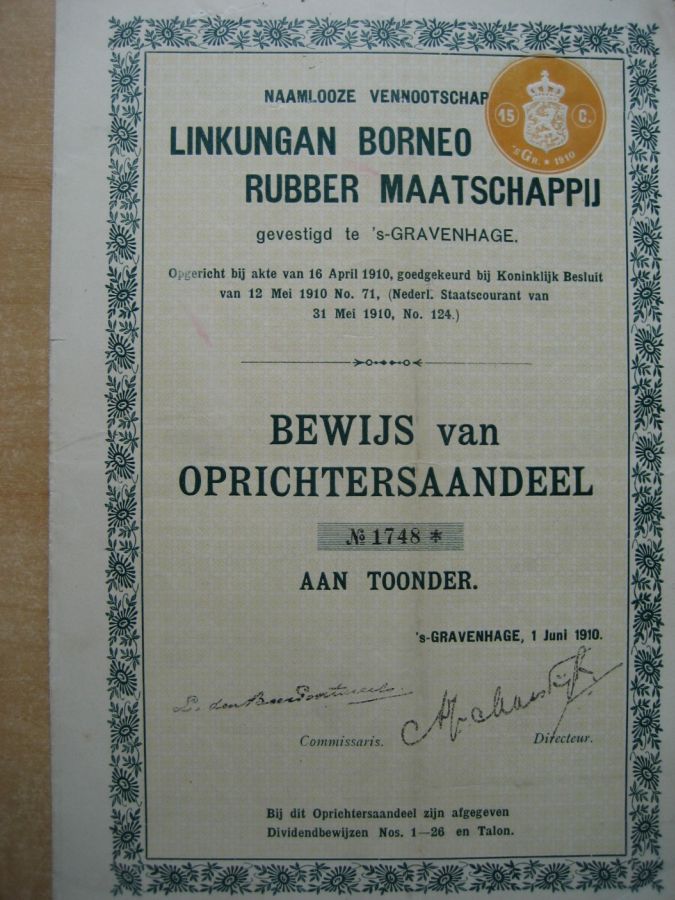 NAAMLOOZE VENNOOTSCHAP
15 C.
'sGR. * 1910
LINKUNGAN BORNEO
RUBBER MAATSCHAPPIJ
gevestigd te 's-GRAVENHAGE.
Opgericht bij akte van 16 April 1910, goedgekeurd bij Koninklijk Besluit
van 12 Mei 1910 No. 71, (Nederl. Staatscourant van
31 Mei 1910, No. 124.)
BEWIJS van
OPRICHTERSAANDEEL
№ 1748 *
AAN TOONDER.
's-GRAVENHAGE, 1 Juni 1910.
Commissaris.
Directeur.
Bij dit Oprichtersaandeel zijn afgegeven
Dividendbewijzen Nos. 1—26 en Talon.